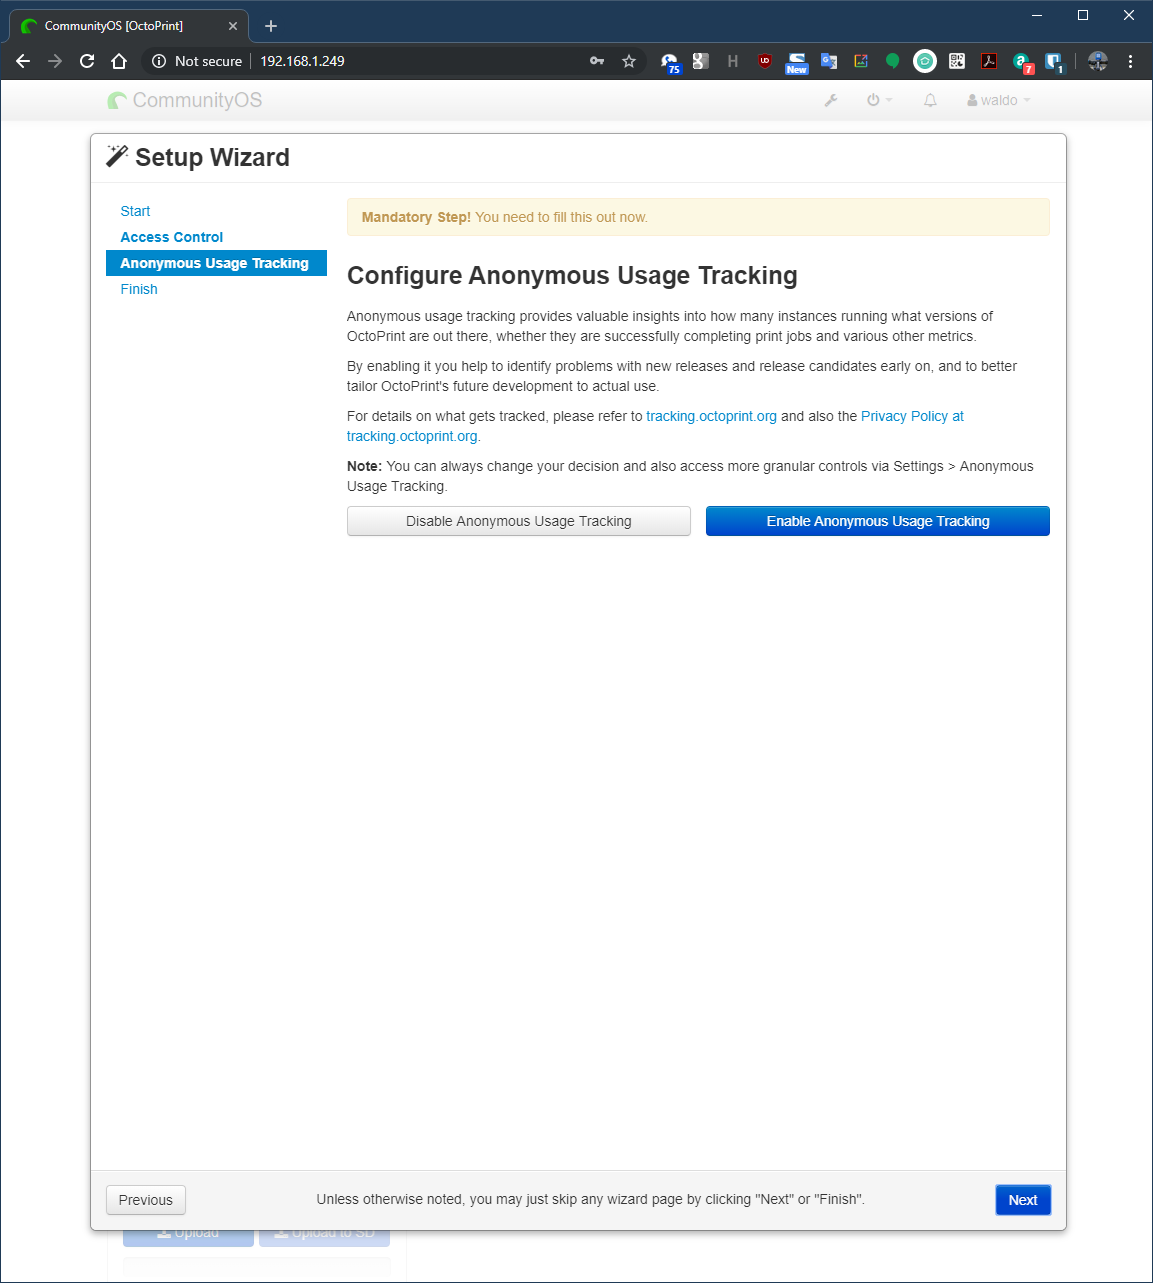 CommunityOS [OctoPrint]
Not secure
192.168.1.249
75
H
UD
New
7
1
CommunityOS
waldo
Setup Wizard
Start
Access Control
Anonymous Usage Tracking
Finish
Mandatory Step! You need to fill this out now.
Configure Anonymous Usage Tracking
Anonymous usage tracking provides valuable insights into how many instances running what versions of
OctoPrint are out there, whether they are successfully completing print jobs and various other metrics.
By enabling it you help to identify problems with new releases and release candidates early on, and to better
tailor OctoPrint's future development to actual use.
For details on what gets tracked, please refer to tracking.octoprint.org and also the Privacy Policy at
tracking.octoprint.org.
Note: You can always change your decision and also access more granular controls via Settings > Anonymous
Usage Tracking.
Disable Anonymous Usage Tracking
Enable Anonymous Usage Tracking
Previous
Unless otherwise noted, you may just skip any wizard page by clicking "Next" or "Finish".
Next
Upload
Upload to SD